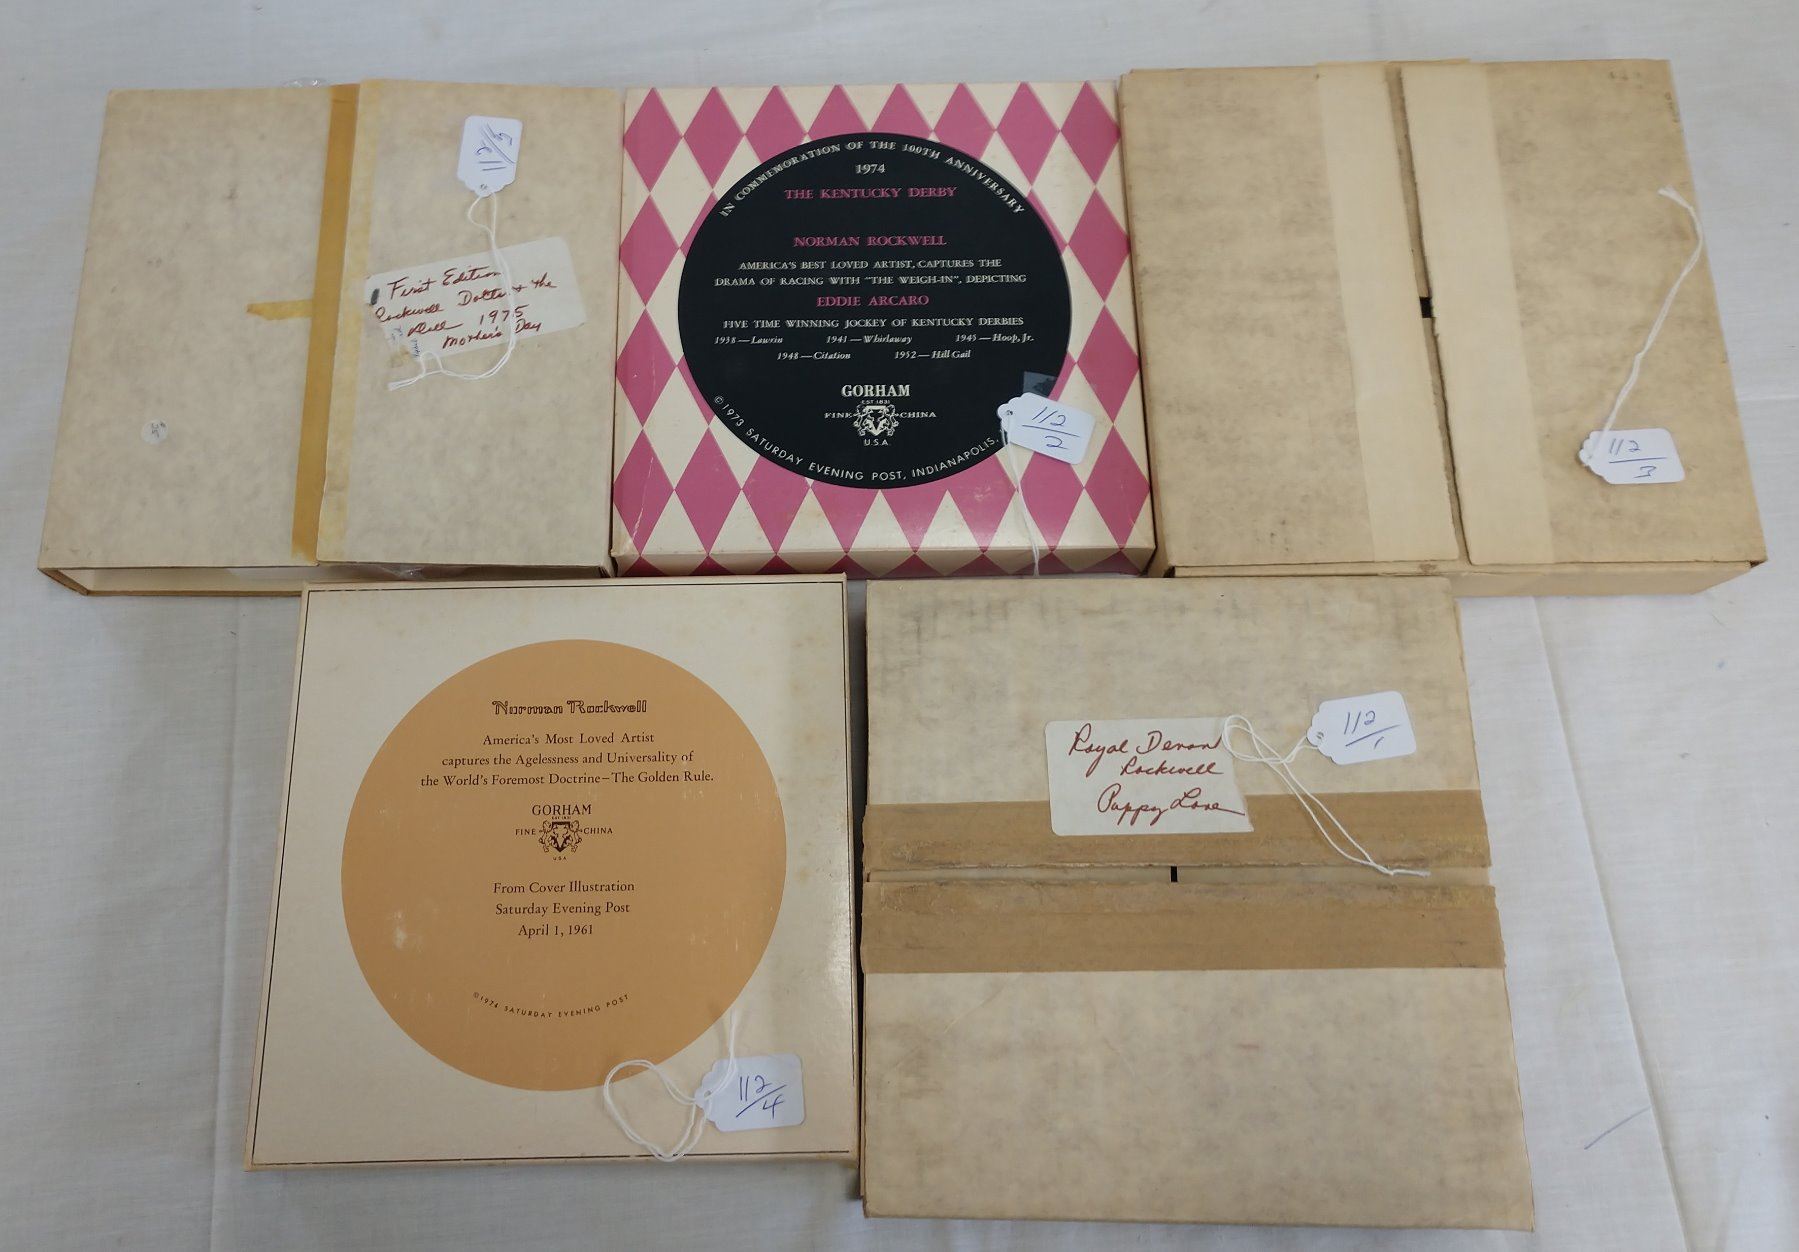 112/5
First Edition
Rockwell Doctor & the
Doll 1975
Mother's Day
IN COMMEMORATION OF THE 100TH ANNIVERSARY
1974
THE KENTUCKY DERBY
NORMAN ROCKWELL
AMERICA'S BEST LOVED ARTIST, CAPTURES THE
DRAMA OF RACING WITH "THE WEIGH-IN", DEPICTING
EDDIE ARCARO
FIVE TIME WINNING JOCKEY OF KENTUCKY DERBIES
1938—Lawrin 1941—Whirlaway 1945—Hoop, Jr.
1948—Citation 1952—Hill Gail
GORHAM
EST 1831
FINE CHINA
U.S.A.
©1973 SATURDAY EVENING POST, INDIANAPOLIS,
112/2
112/3
Norman Rockwell
America's Most Loved Artist
captures the Agelessness and Universality of
the World's Foremost Doctrine—The Golden Rule.
GORHAM
EST 1831
FINE CHINA
U.S.A
From Cover Illustration
Saturday Evening Post
April 1, 1961
©1974 SATURDAY EVENING POST
112/4
Royal Devon
Rockwell
Puppy Love
112/1